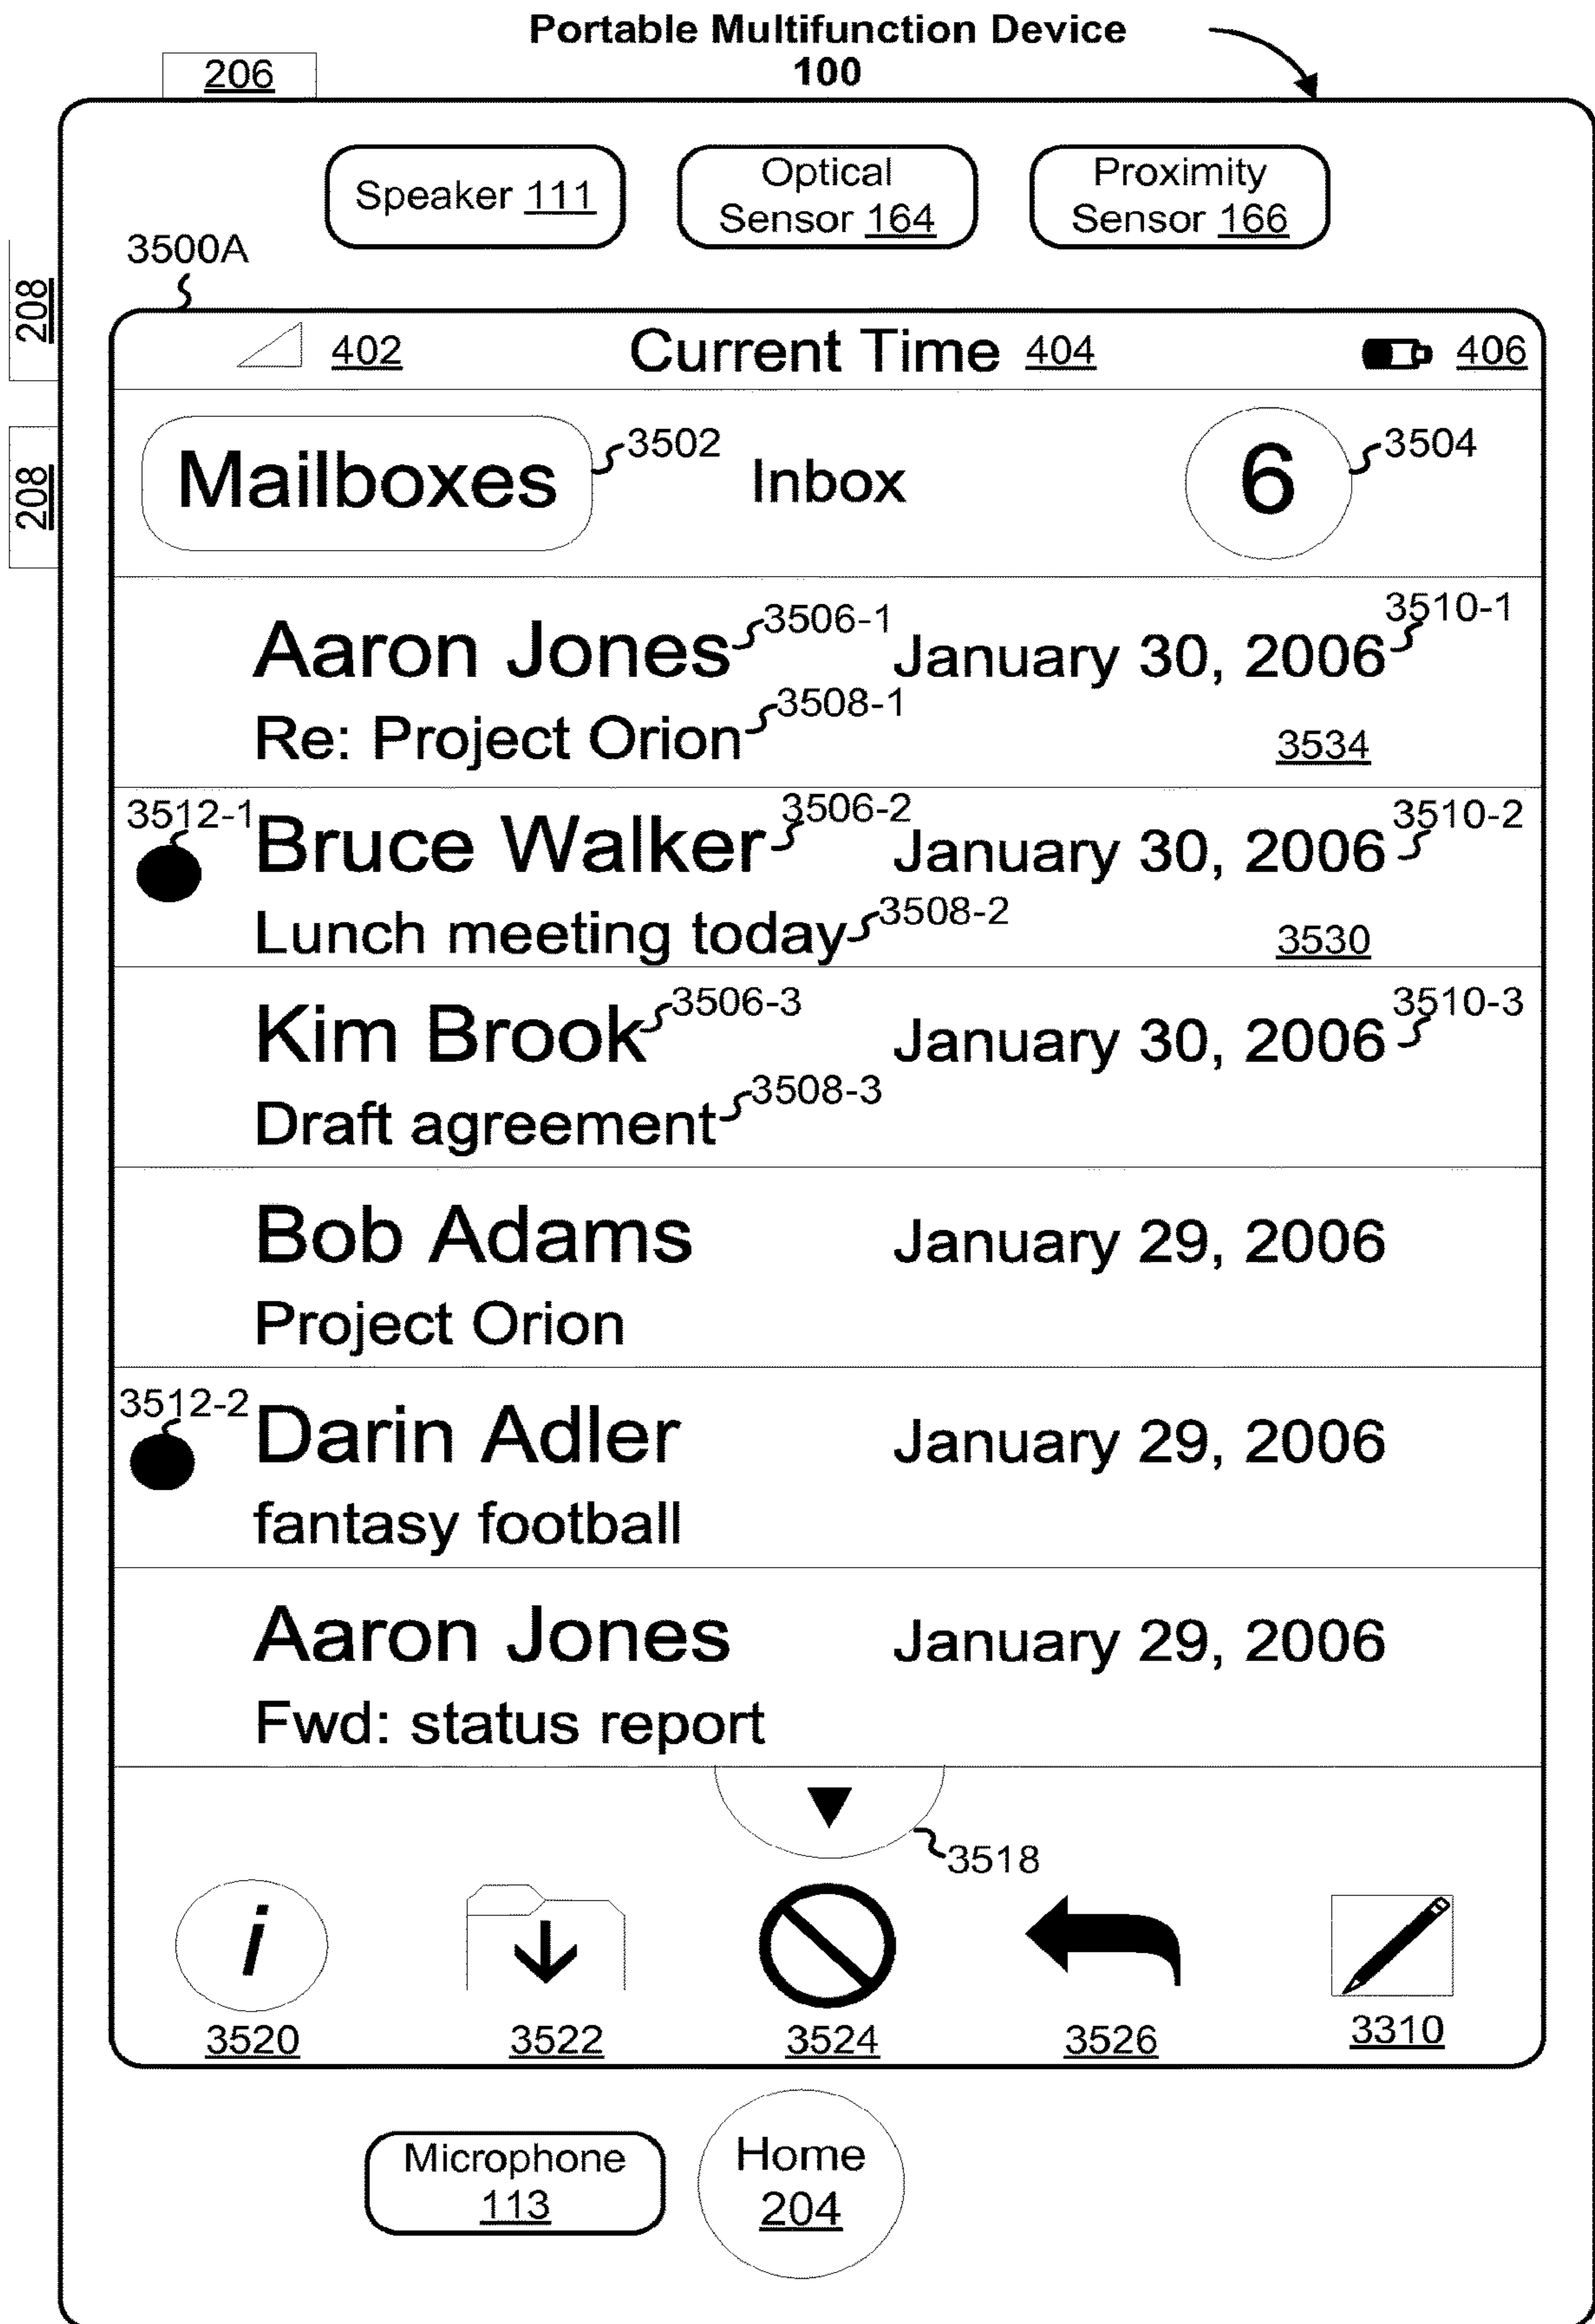 Portable Multifunction Device
100
206
Speaker 111
Optical
Sensor 164
Proximity
Sensor 166
3500A
208
208
402
Current Time 404
406
Mailboxes
3502
Inbox
6
3504
Aaron Jones
3506-1
January 30, 2006
3510-1
Re: Project Orion
3508-1
3534
3512-1
Bruce Walker
3506-2
January 30, 2006
3510-2
Lunch meeting today
3508-2
3530
Kim Brook
3506-3
January 30, 2006
3510-3
Draft agreement
3508-3
Bob Adams
January 29, 2006
Project Orion
3512-2
Darin Adler
January 29, 2006
fantasy football
Aaron Jones
January 29, 2006
Fwd: status report
3518
i
3520
3522
3524
3526
3310
Microphone
113
Home
204